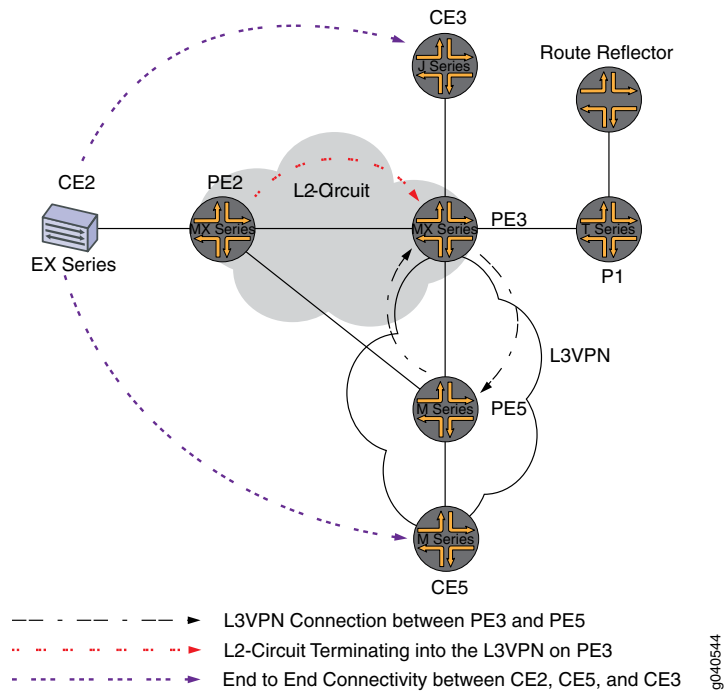 CE3
J Series
Route Reflector
CE2
PE2
L2-Circuit
MX Series
MX Series
PE3
T Series
EX Series
P1
L3VPN
M Series
PE5
M Series
CE5
L3VPN Connection between PE3 and PE5
L2-Circuit Terminating into the L3VPN on PE3
End to End Connectivity between CE2, CE5, and CE3
g040544